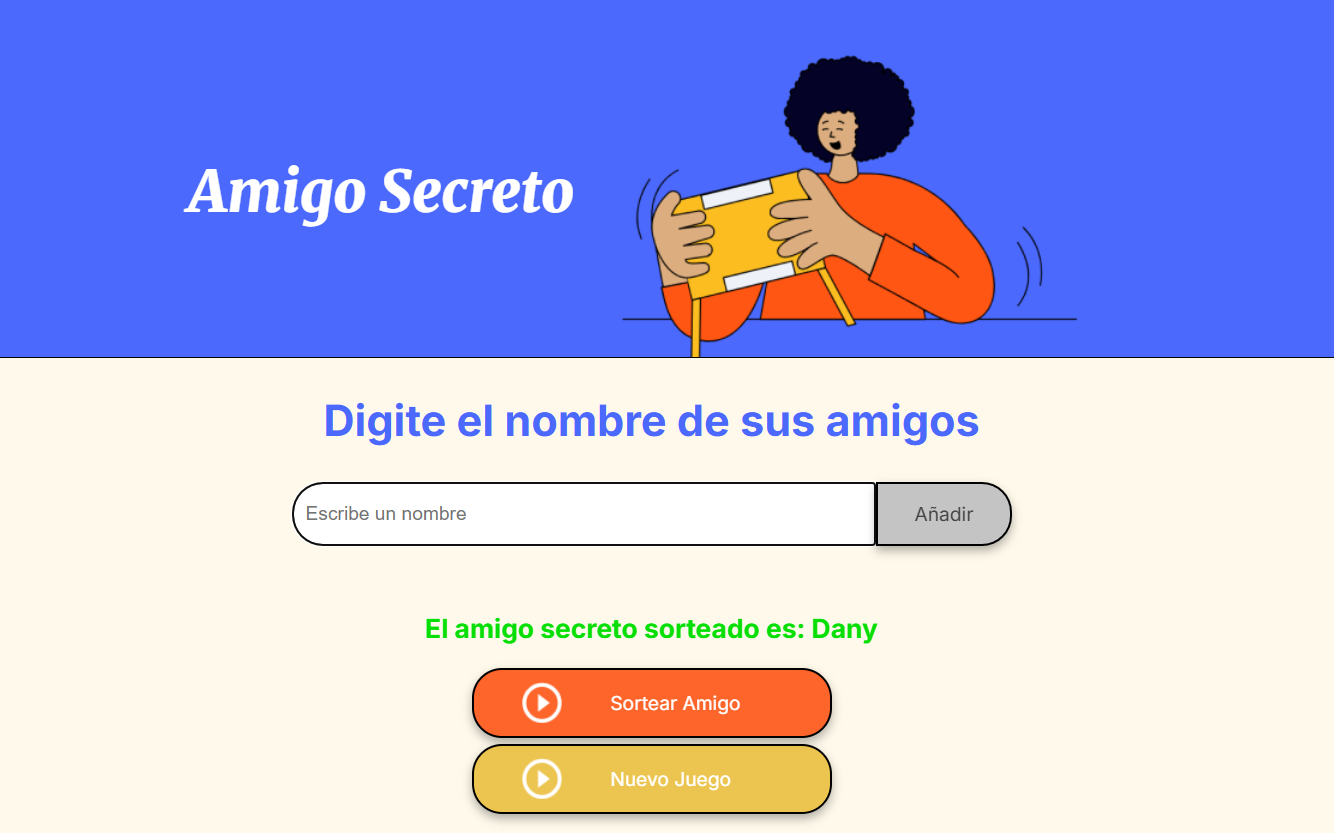 Amigo Secreto
Digite el nombre de sus amigos
Escribe un nombre
Añadir
El amigo secreto sorteado es: Dany
Sortear Amigo
Nuevo Juego